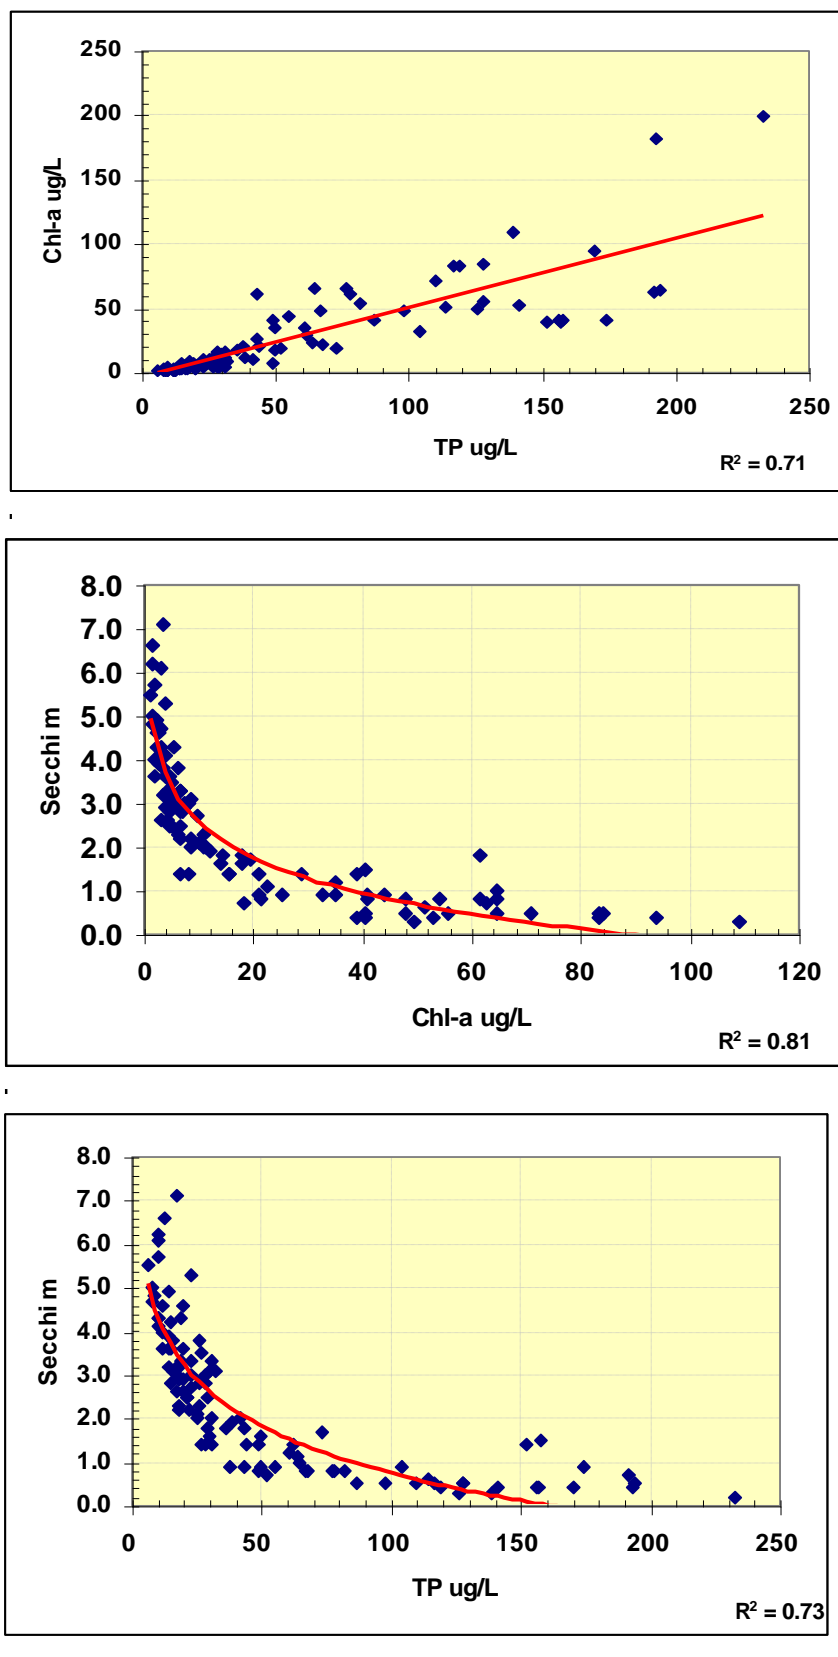 250
200
150
100
50
0
Chl-a ug/L
0 50 100 150 200 250
TP ug/L
R² = 0.71
8.0
7.0
6.0
5.0
4.0
3.0
2.0
1.0
0.0
Secchi m
0 20 40 60 80 100 120
Chl-a ug/L
R² = 0.81
8.0
7.0
6.0
5.0
4.0
3.0
2.0
1.0
0.0
Secchi m
0 50 100 150 200 250
TP ug/L
R² = 0.73